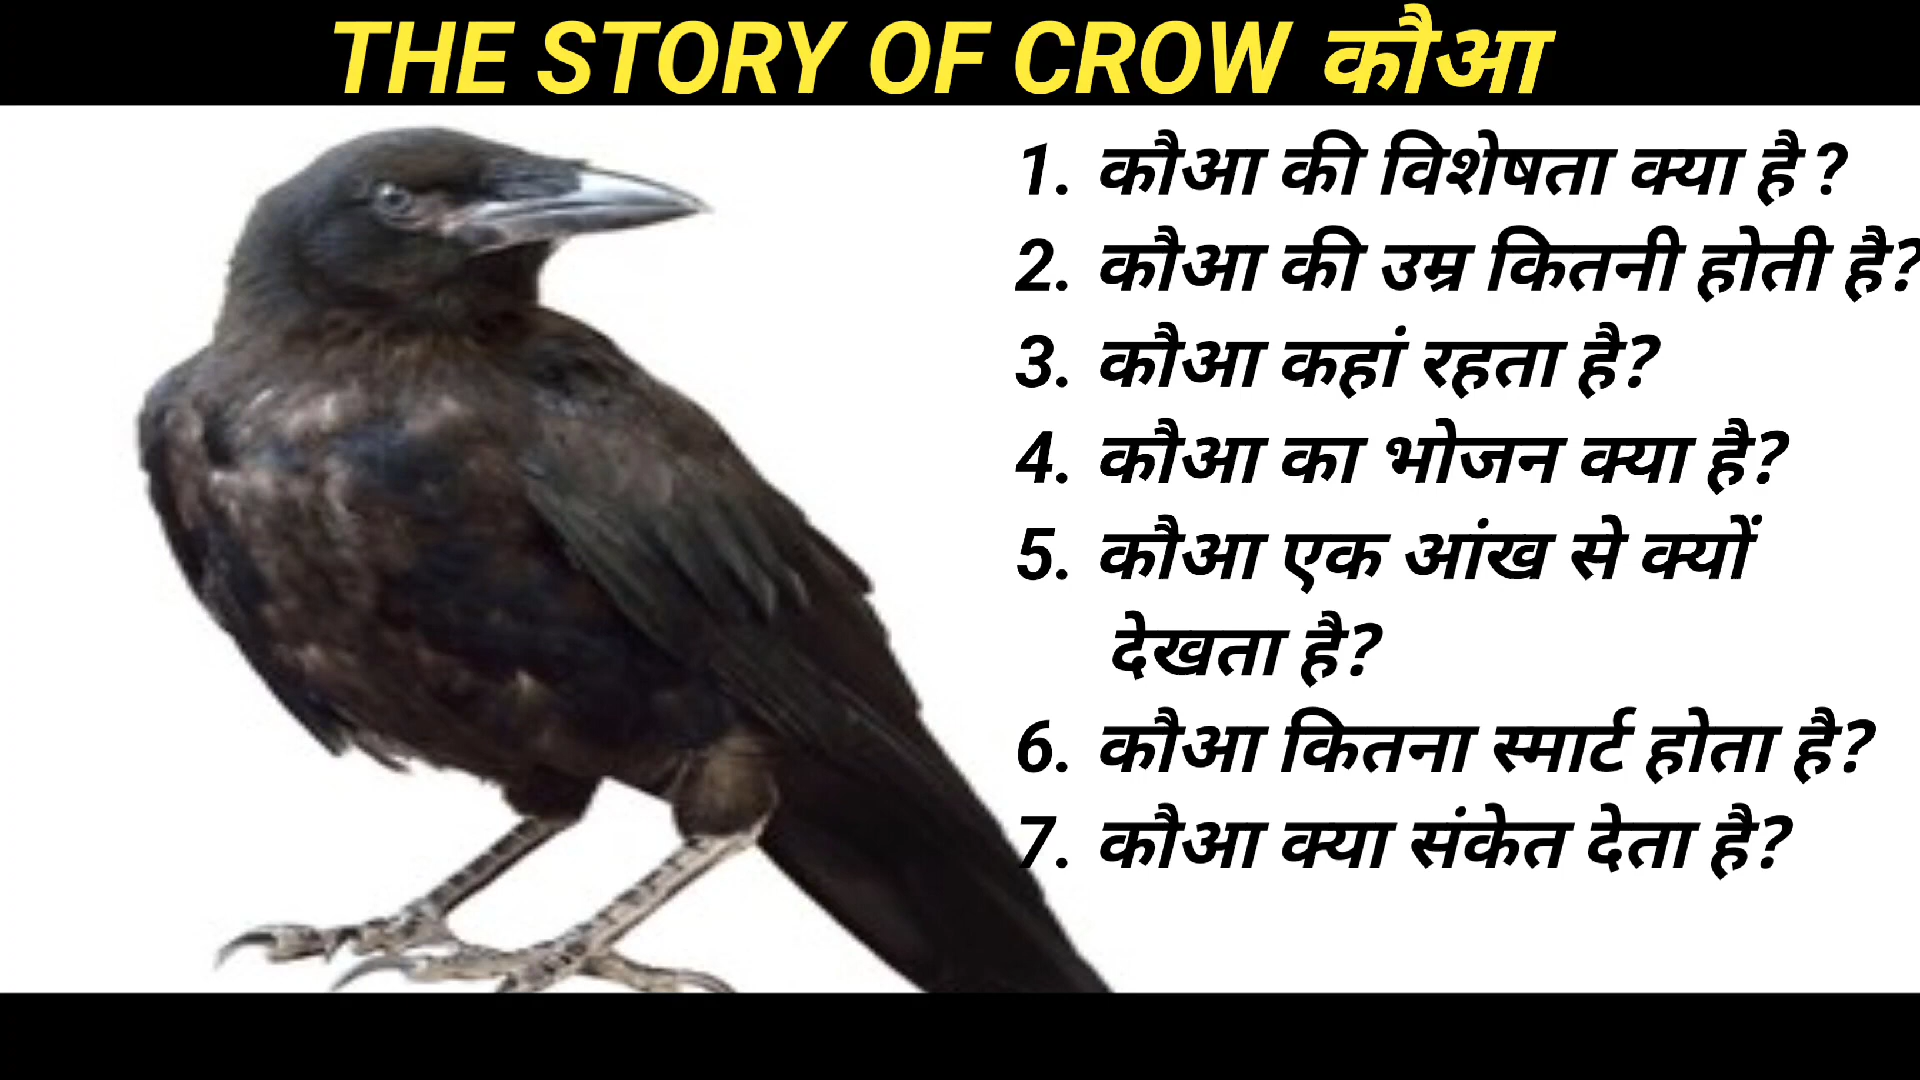 THE STORY OF CROW कौआ
1. कौआ की विशेषता क्या है ?
2. कौआ की उम्र कितनी होती है?
3. कौआ कहां रहता है?
4. कौआ का भोजन क्या है?
5. कौआ एक आंख से क्यों
देखता है?
6. कौआ कितना स्मार्ट होता है?
7. कौआ क्या संकेत देता है?